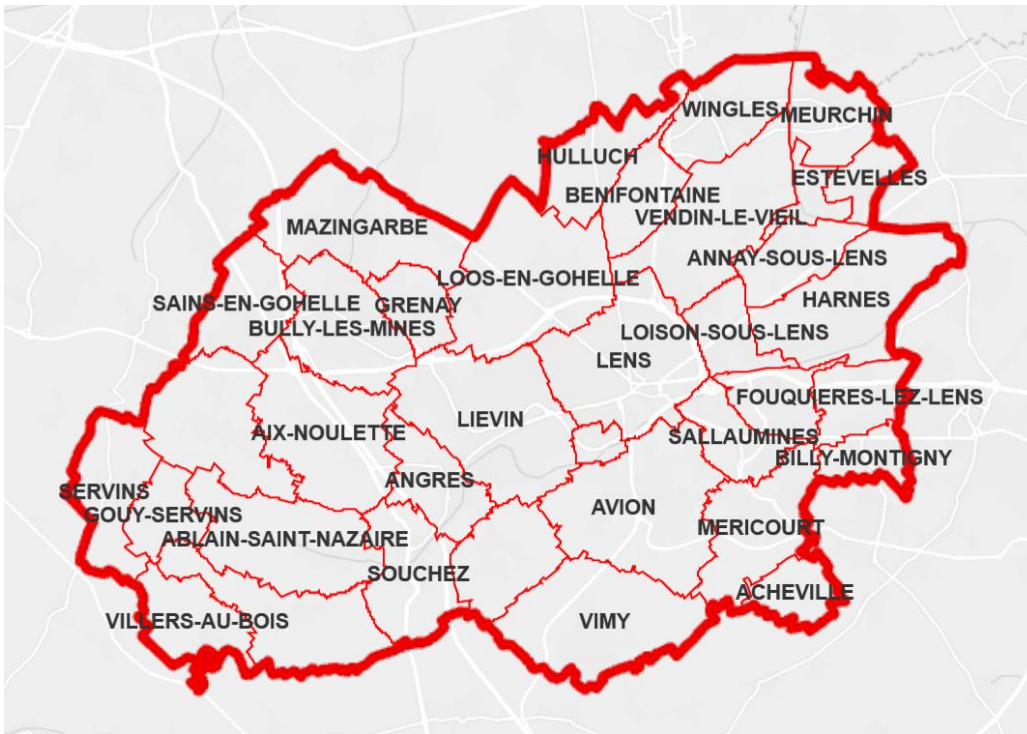 WINGLES
MEURCHIN
HULLUCH
ESTEVELLES
BENIFONTAINE
VENDIN-LE-VIEIL
MAZINGARBE
ANNAY-SOUS-LENS
LOOS-EN-GOHELLE
HARNES
SAINS-EN-GOHELLE
GRENAY
BULLY-LES-MINES
LOISON-SOUS-LENS
LENS
FOUQUIERES-LEZ-LENS
LIEVIN
AIX-NOULETTE
SALLAUMINES
BILLY-MONTIGNY
ANGRES
SERVINS
AVION
GOUY-SERVINS
MERICOURT
ABLAIN-SAINT-NAZAIRE
SOUCHEZ
ACHEVILLE
VILLERS-AU-BOIS
VIMY